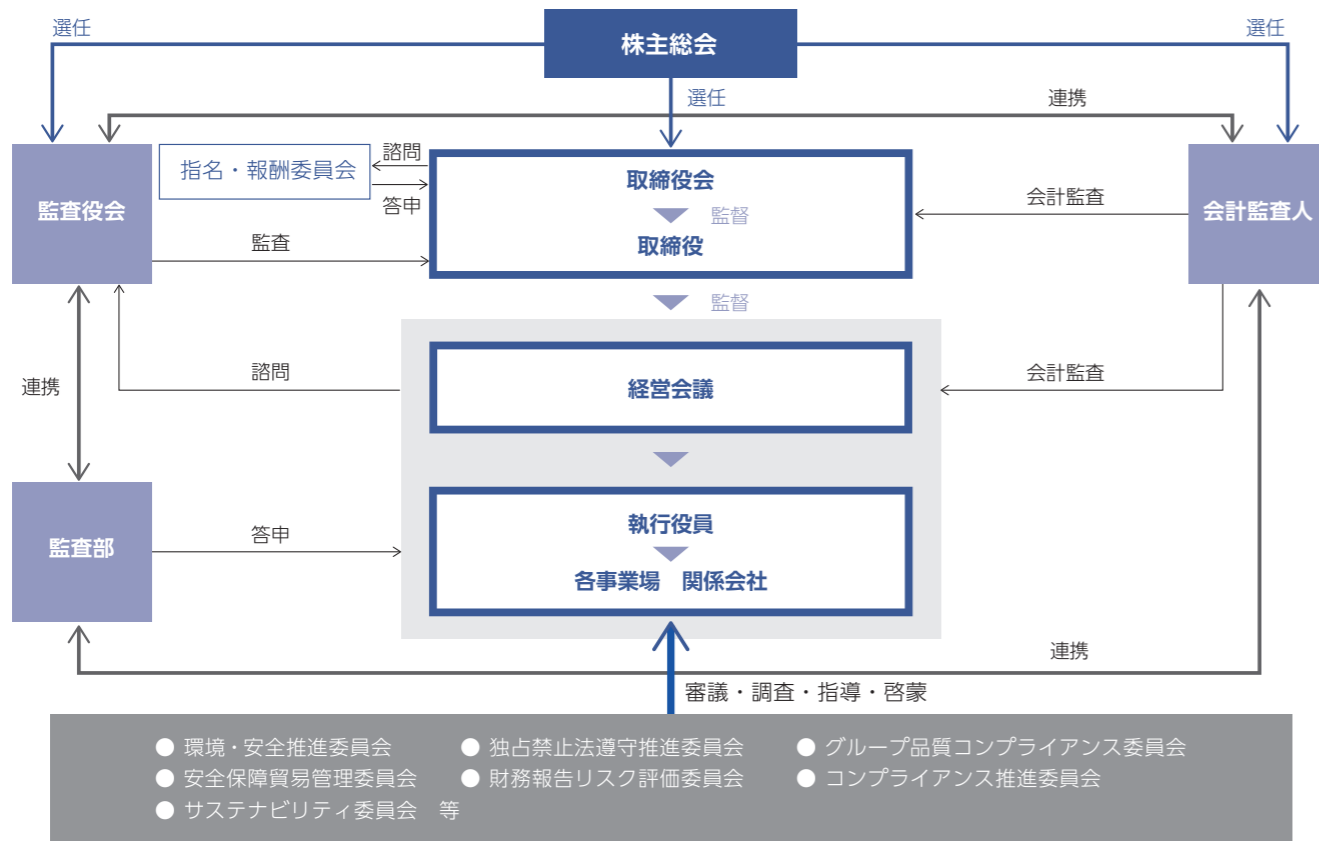 選任
株主総会
選任
選任
連携
指名・報酬委員会
諮問
答申
取締役会
監督
取締役
監査役会
会計監査
会計監査人
監査
監督
諮問
経営会議
会計監査
連携
監査部
答申
執行役員
各事業場　関係会社
連携
審議・調査・指導・啓蒙
● 環境・安全推進委員会　● 独占禁止法遵守推進委員会　● グループ品質コンプライアンス委員会
● 安全保障貿易管理委員会　● 財務報告リスク評価委員会　● コンプライアンス推進委員会
● サステナビリティ委員会　等